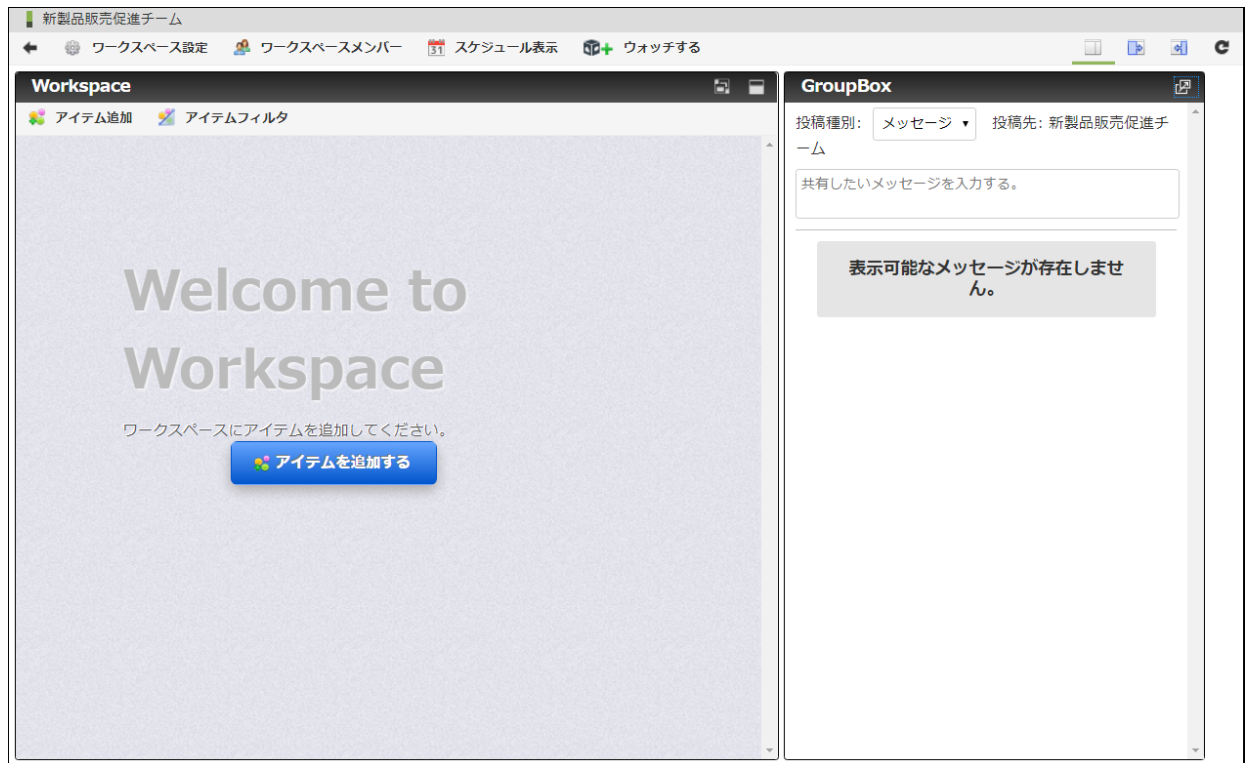 新製品販売促進チーム
ワークスペース設定 ワークスペースメンバー 31 スケジュール表示 ウォッチする
Workspace
アイテム追加 アイテムフィルタ
Welcome to
Workspace
ワークスペースにアイテムを追加してください。
アイテムを追加する
GroupBox
投稿種別: メッセージ 投稿先: 新製品販売促進チ
ーム
共有したいメッセージを入力する。
表示可能なメッセージが存在しませ
ん。